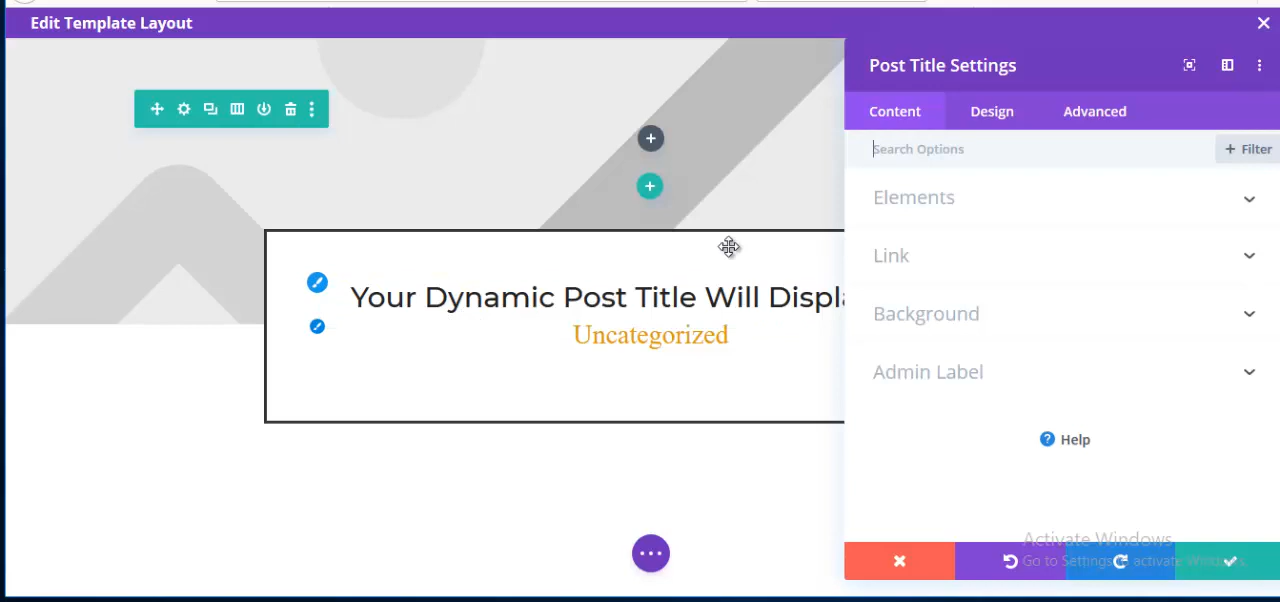 Edit Template Layout
Post Title Settings
Content Design Advanced
Search Options
+ Filter
Elements
Link
Background
Admin Label
? Help
Your Dynamic Post Title Will Displa
Uncategorized
Activate Windows
Go to Settings to activate Windows.